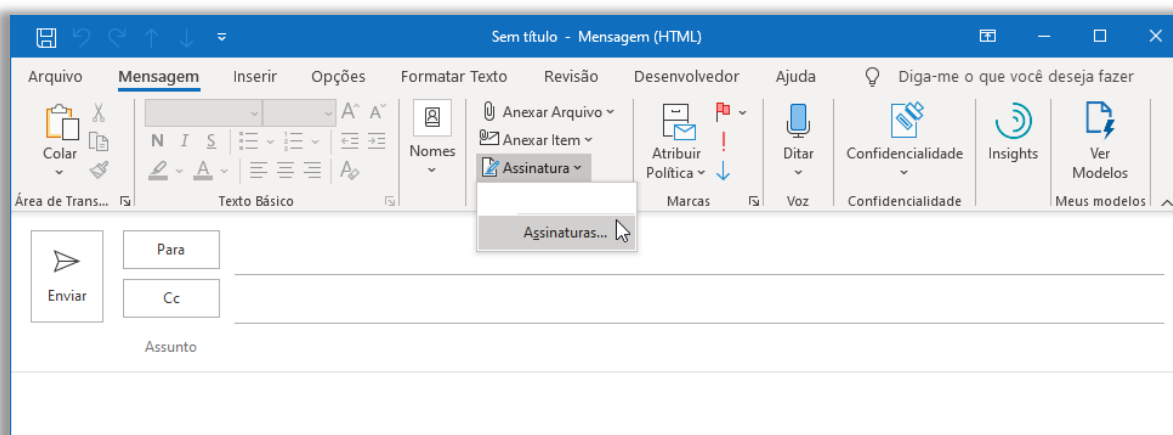 Sem título - Mensagem (HTML)
Arquivo Mensagem Inserir Opções Formatar Texto Revisão Desenvolvedor Ajuda Diga-me o que você deseja fazer
Colar
N I S
A A
Nomes
Anexar Arquivo
Anexar Item
Assinatura
Atribuir
Política
Ditar
Confidencialidade
Insights
Ver
Modelos
Área de Trans... Texto Básico Marcas Voz Confidencialidade Meus modelos
Assinaturas...
Enviar
Para
Cc
Assunto